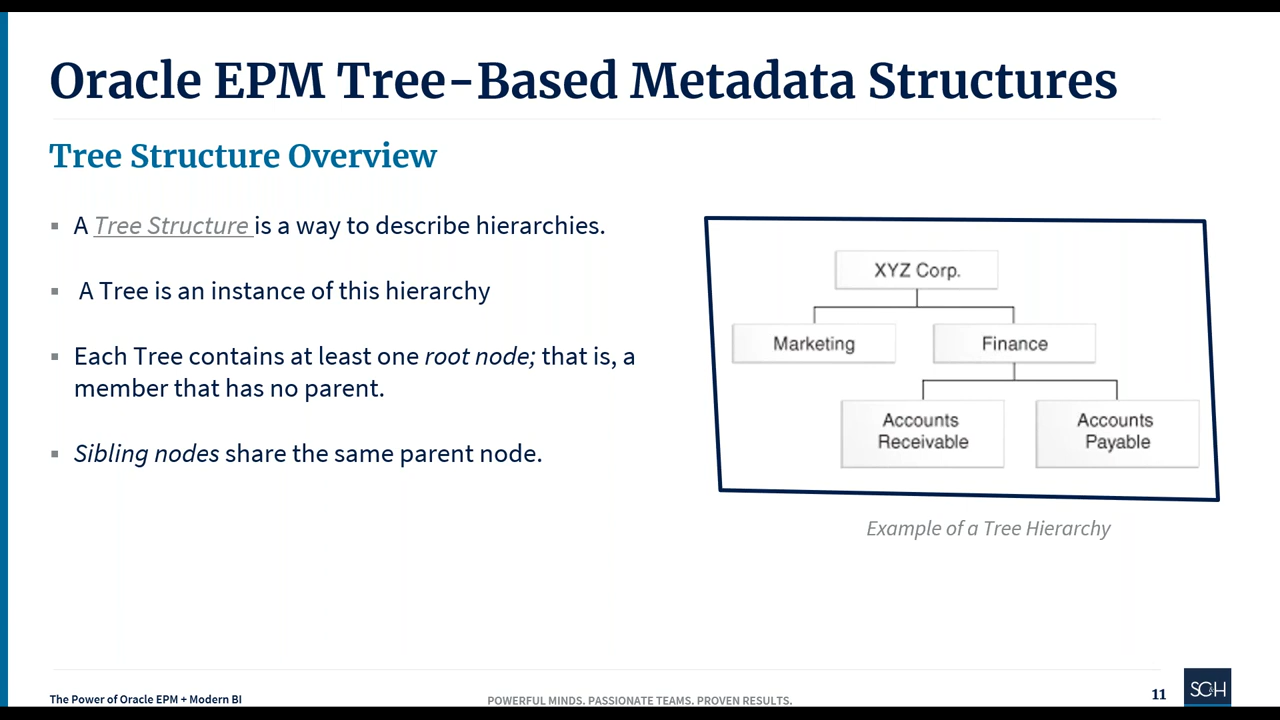 Oracle EPM Tree-Based Metadata Structures
Tree Structure Overview
▪ A Tree Structure is a way to describe hierarchies.
▪ A Tree is an instance of this hierarchy
▪ Each Tree contains at least one root node; that is, a
member that has no parent.
▪ Sibling nodes share the same parent node.
XYZ Corp.
Marketing
Finance
Accounts
Receivable
Accounts
Payable
Example of a Tree Hierarchy
The Power of Oracle EPM + Modern BI
POWERFUL MINDS. PASSIONATE TEAMS. PROVEN RESULTS.
11
SC&H